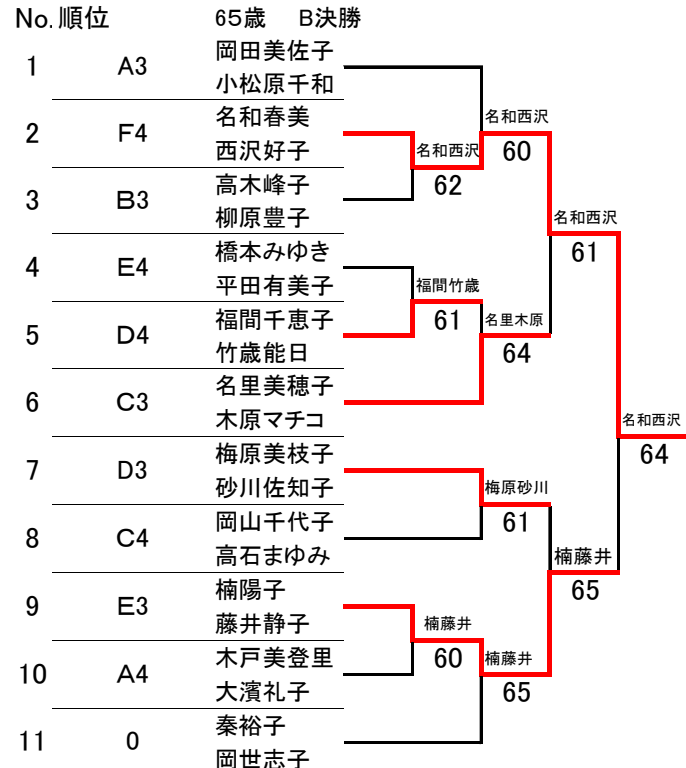 No. 順位 65歳 B決勝
岡田美佐子
1 A3
小松原千和
名和春美 名和西沢
2 F4 60
西沢好子 名和西沢
62
高木峰子
3 B3
柳原豊子 名和西沢
61
橋本みゆき
4 E4
平田有美子 福間竹歳
61
福間千恵子 名里木原
5 D4 64
竹歳能日
名里美穂子
6 C3
木原マチコ 名和西沢
64
梅原美枝子
7 D3
砂川佐知子 梅原砂川
61
岡山千代子
8 C4
高石まゆみ 楠藤井
65
楠陽子
9 E3
藤井静子 楠藤井
60
木戸美登里 楠藤井
10 A4 65
大濱礼子
秦裕子
11 0
岡世志子